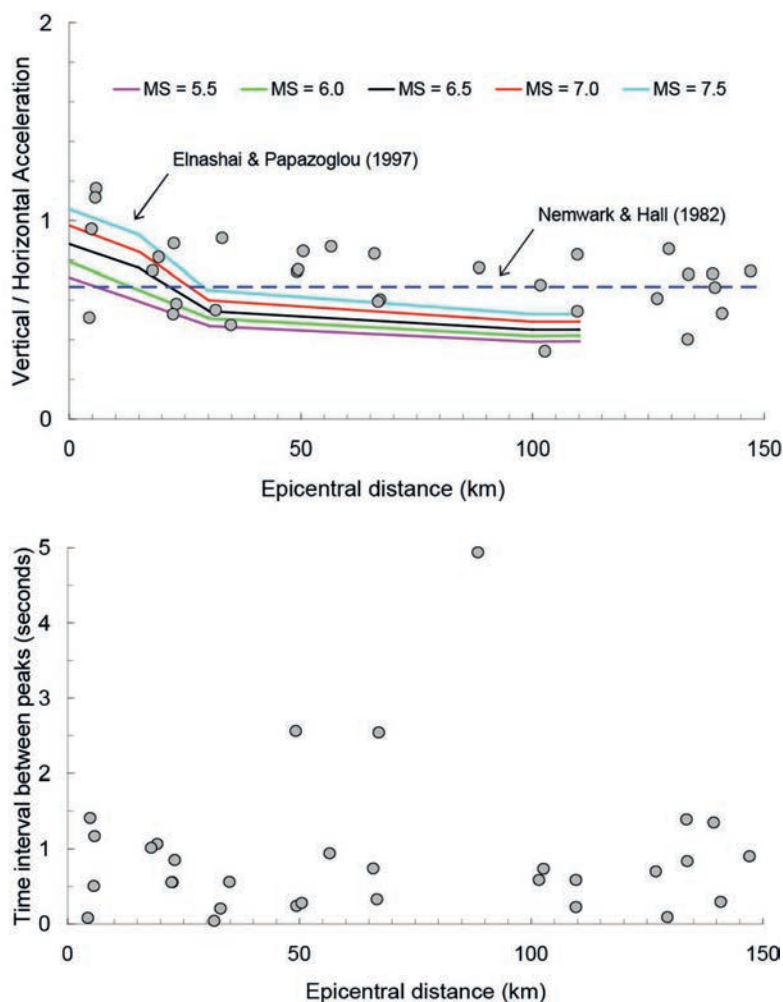 2
MS = 5.5 MS = 6.0 MS = 6.5 MS = 7.0 MS = 7.5
Elnashai & Papazoglou (1997)
Nemwark & Hall (1982)
1
0
Vertical / Horizontal Acceleration
0 50 100 150
Epicentral distance (km)
5
4
3
2
1
0
Time interval between peaks (seconds)
0 50 100 150
Epicentral distance (km)